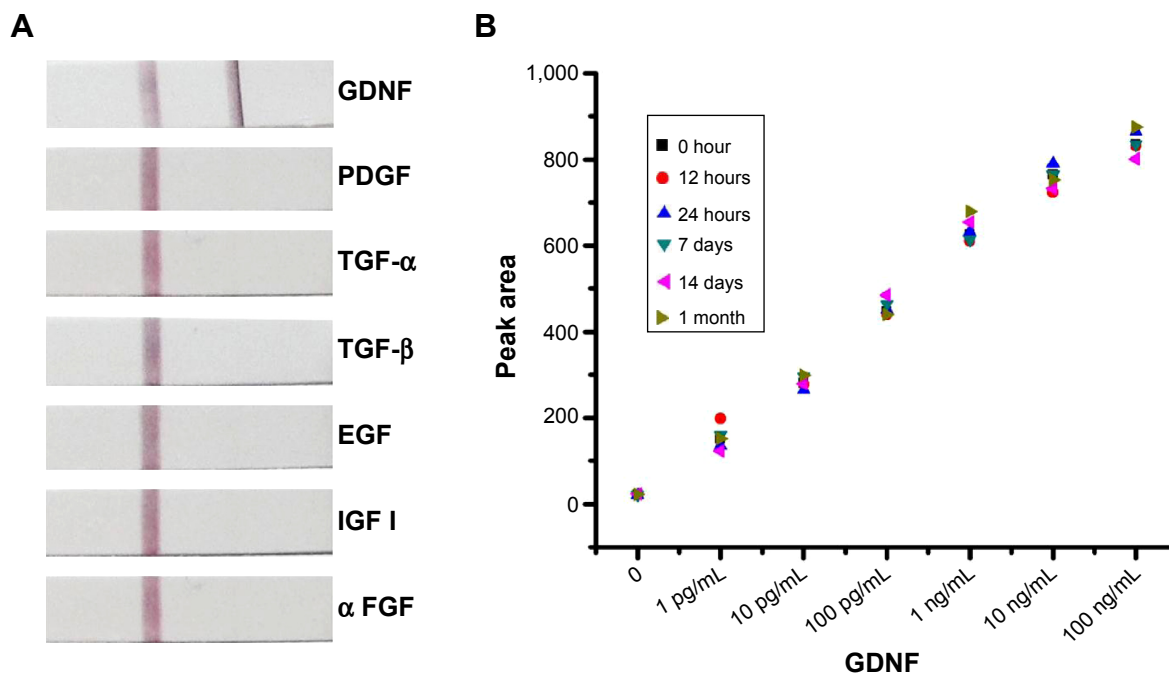 A
GDNF
PDGF
TGF-α
TGF-β
EGF
IGF I
α FGF
B
1,000
800
600
400
200
0
Peak area
0 hour
12 hours
24 hours
7 days
14 days
1 month
0
1 pg/mL
10 pg/mL
100 pg/mL
1 ng/mL
10 ng/mL
100 ng/mL
GDNF